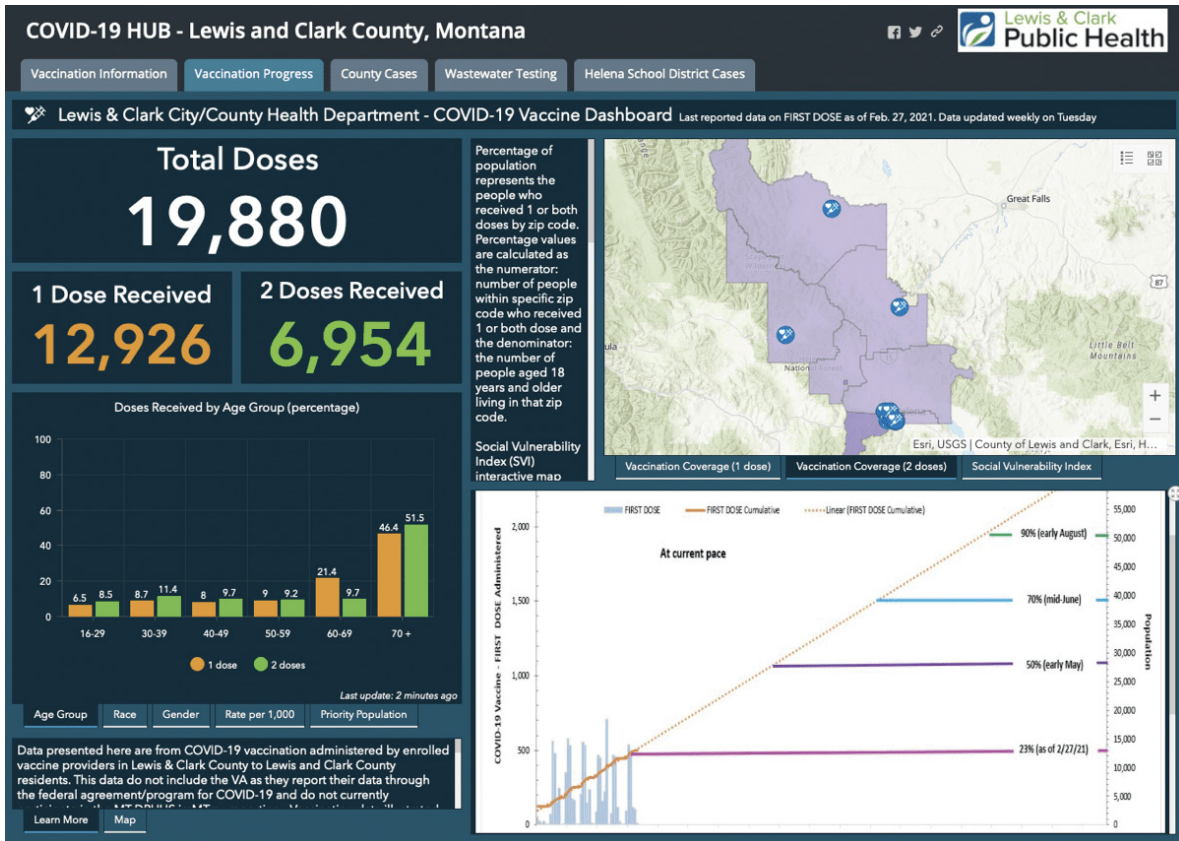 COVID-19 HUB - Lewis and Clark County, Montana
Lewis & Clark
Public Health
Vaccination Information
Vaccination Progress
County Cases
Wastewater Testing
Helena School District Cases
Lewis & Clark City/County Health Department - COVID-19 Vaccine Dashboard Last reported data on FIRST DOSE as of Feb. 27, 2021. Data updated weekly on Tuesday
Total Doses
19,880
1 Dose Received
12,926
2 Doses Received
6,954
Doses Received by Age Group (percentage)
100
80
60
40
20
0
6.5
8.5
8.7
11.4
8
9.7
9
9.2
21.4
9.7
46.4
51.5
16-29
30-39
40-49
50-59
60-69
70 +
1 dose
2 doses
Last update: 2 minutes ago
Age Group
Race
Gender
Rate per 1,000
Priority Population
Data presented here are from COVID-19 vaccination administered by enrolled
vaccine providers in Lewis & Clark County to Lewis and Clark County
residents. This data do not include the VA as they report their data through
the federal agreement/program for COVID-19 and do not currently
Learn More
Map
Percentage of
population
represents the
people who
received 1 or both
doses by zip code.
Percentage values
are calculated as
the numerator:
number of people
within specific zip
code who received
1 or both dose and
the denominator:
the number of
people aged 18
years and older
living in that zip
code.
Social Vulnerability
Index (SVI)
interactive map
Great Falls
87
Little Belt
Mountains
Esri, USGS | County of Lewis and Clark, Esri, H...
Vaccination Coverage (1 dose)
Vaccination Coverage (2 doses)
Social Vulnerability Index
FIRST DOSE
FIRST DOSE Cumulative
Linear (FIRST DOSE Cumulative)
At current pace
COVID-19 Vaccine - FIRST DOSE Administered
2,000
1,500
1,000
500
0
90% (early August)
70% (mid-June)
50% (early May)
23% (as of 2/27/21)
55,000
50,000
45,000
40,000
35,000
30,000
25,000
20,000
15,000
10,000
5,000
0
Population